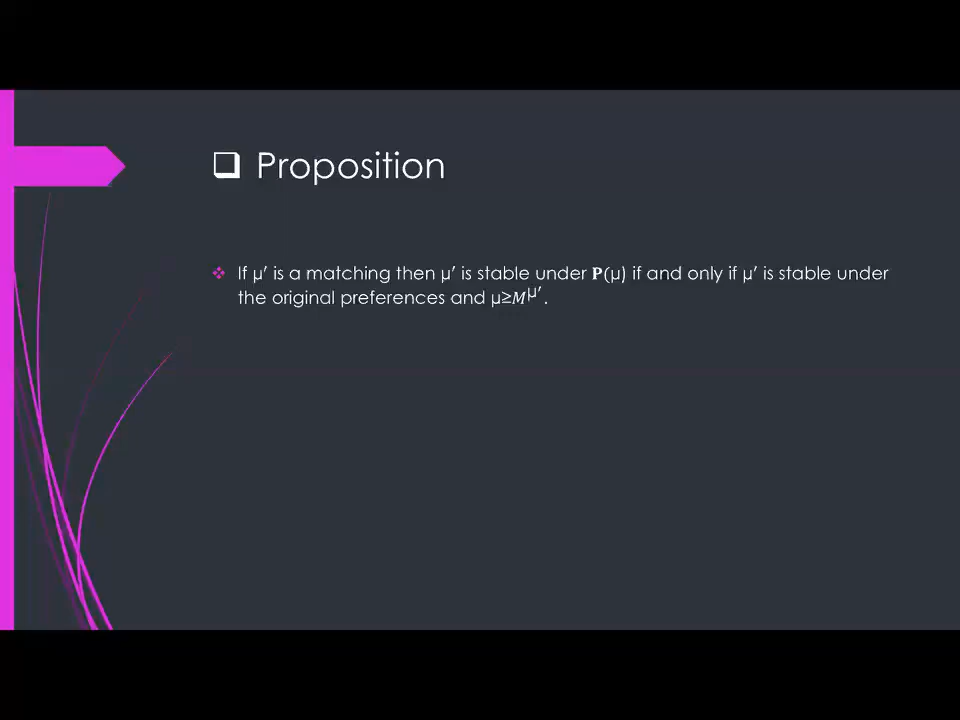 Proposition
If μ′ is a matching then μ′ is stable under P(μ) if and only if μ′ is stable under
the original preferences and μ≥M^μ′.